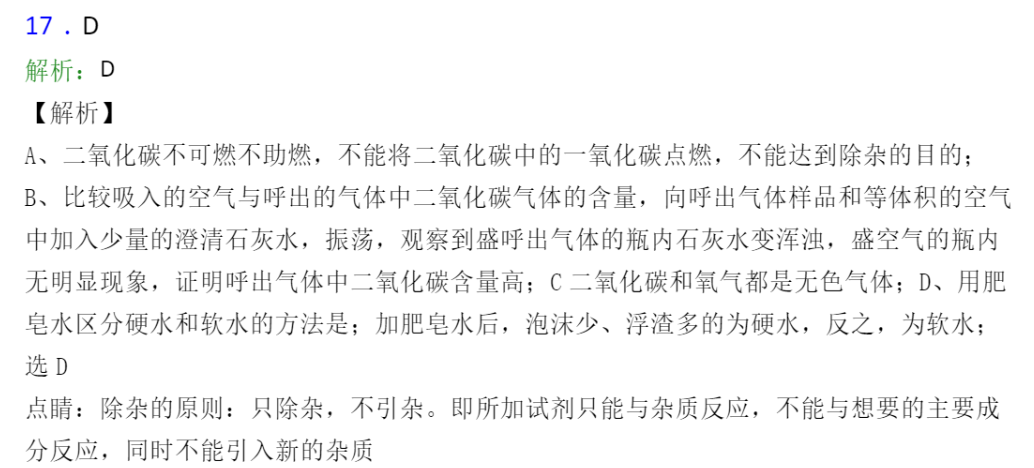 17．D
解析：D
【解析】
A、二氧化碳不可燃不助燃，不能将二氧化碳中的一氧化碳点燃，不能达到除杂的目的；
B、比较吸入的空气与呼出的气体中二氧化碳气体的含量，向呼出气体样品和等体积的空气
中加入少量的澄清石灰水，振荡，观察到盛呼出气体的瓶内石灰水变浑浊，盛空气的瓶内
无明显现象，证明呼出气体中二氧化碳含量高；C 二氧化碳和氧气都是无色气体；D、用肥
皂水区分硬水和软水的方法是；加肥皂水后，泡沫少、浮渣多的为硬水，反之，为软水；
选 D
点睛：除杂的原则：只除杂，不引杂。即所加试剂只能与杂质反应，不能与想要的主要成
分反应，同时不能引入新的杂质